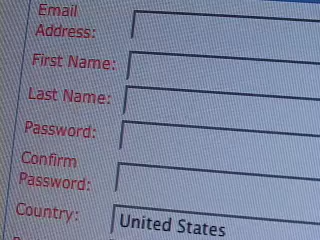 Email
Address:
First Name:
Last Name:
Password:
Confirm
Password:
Country: United States